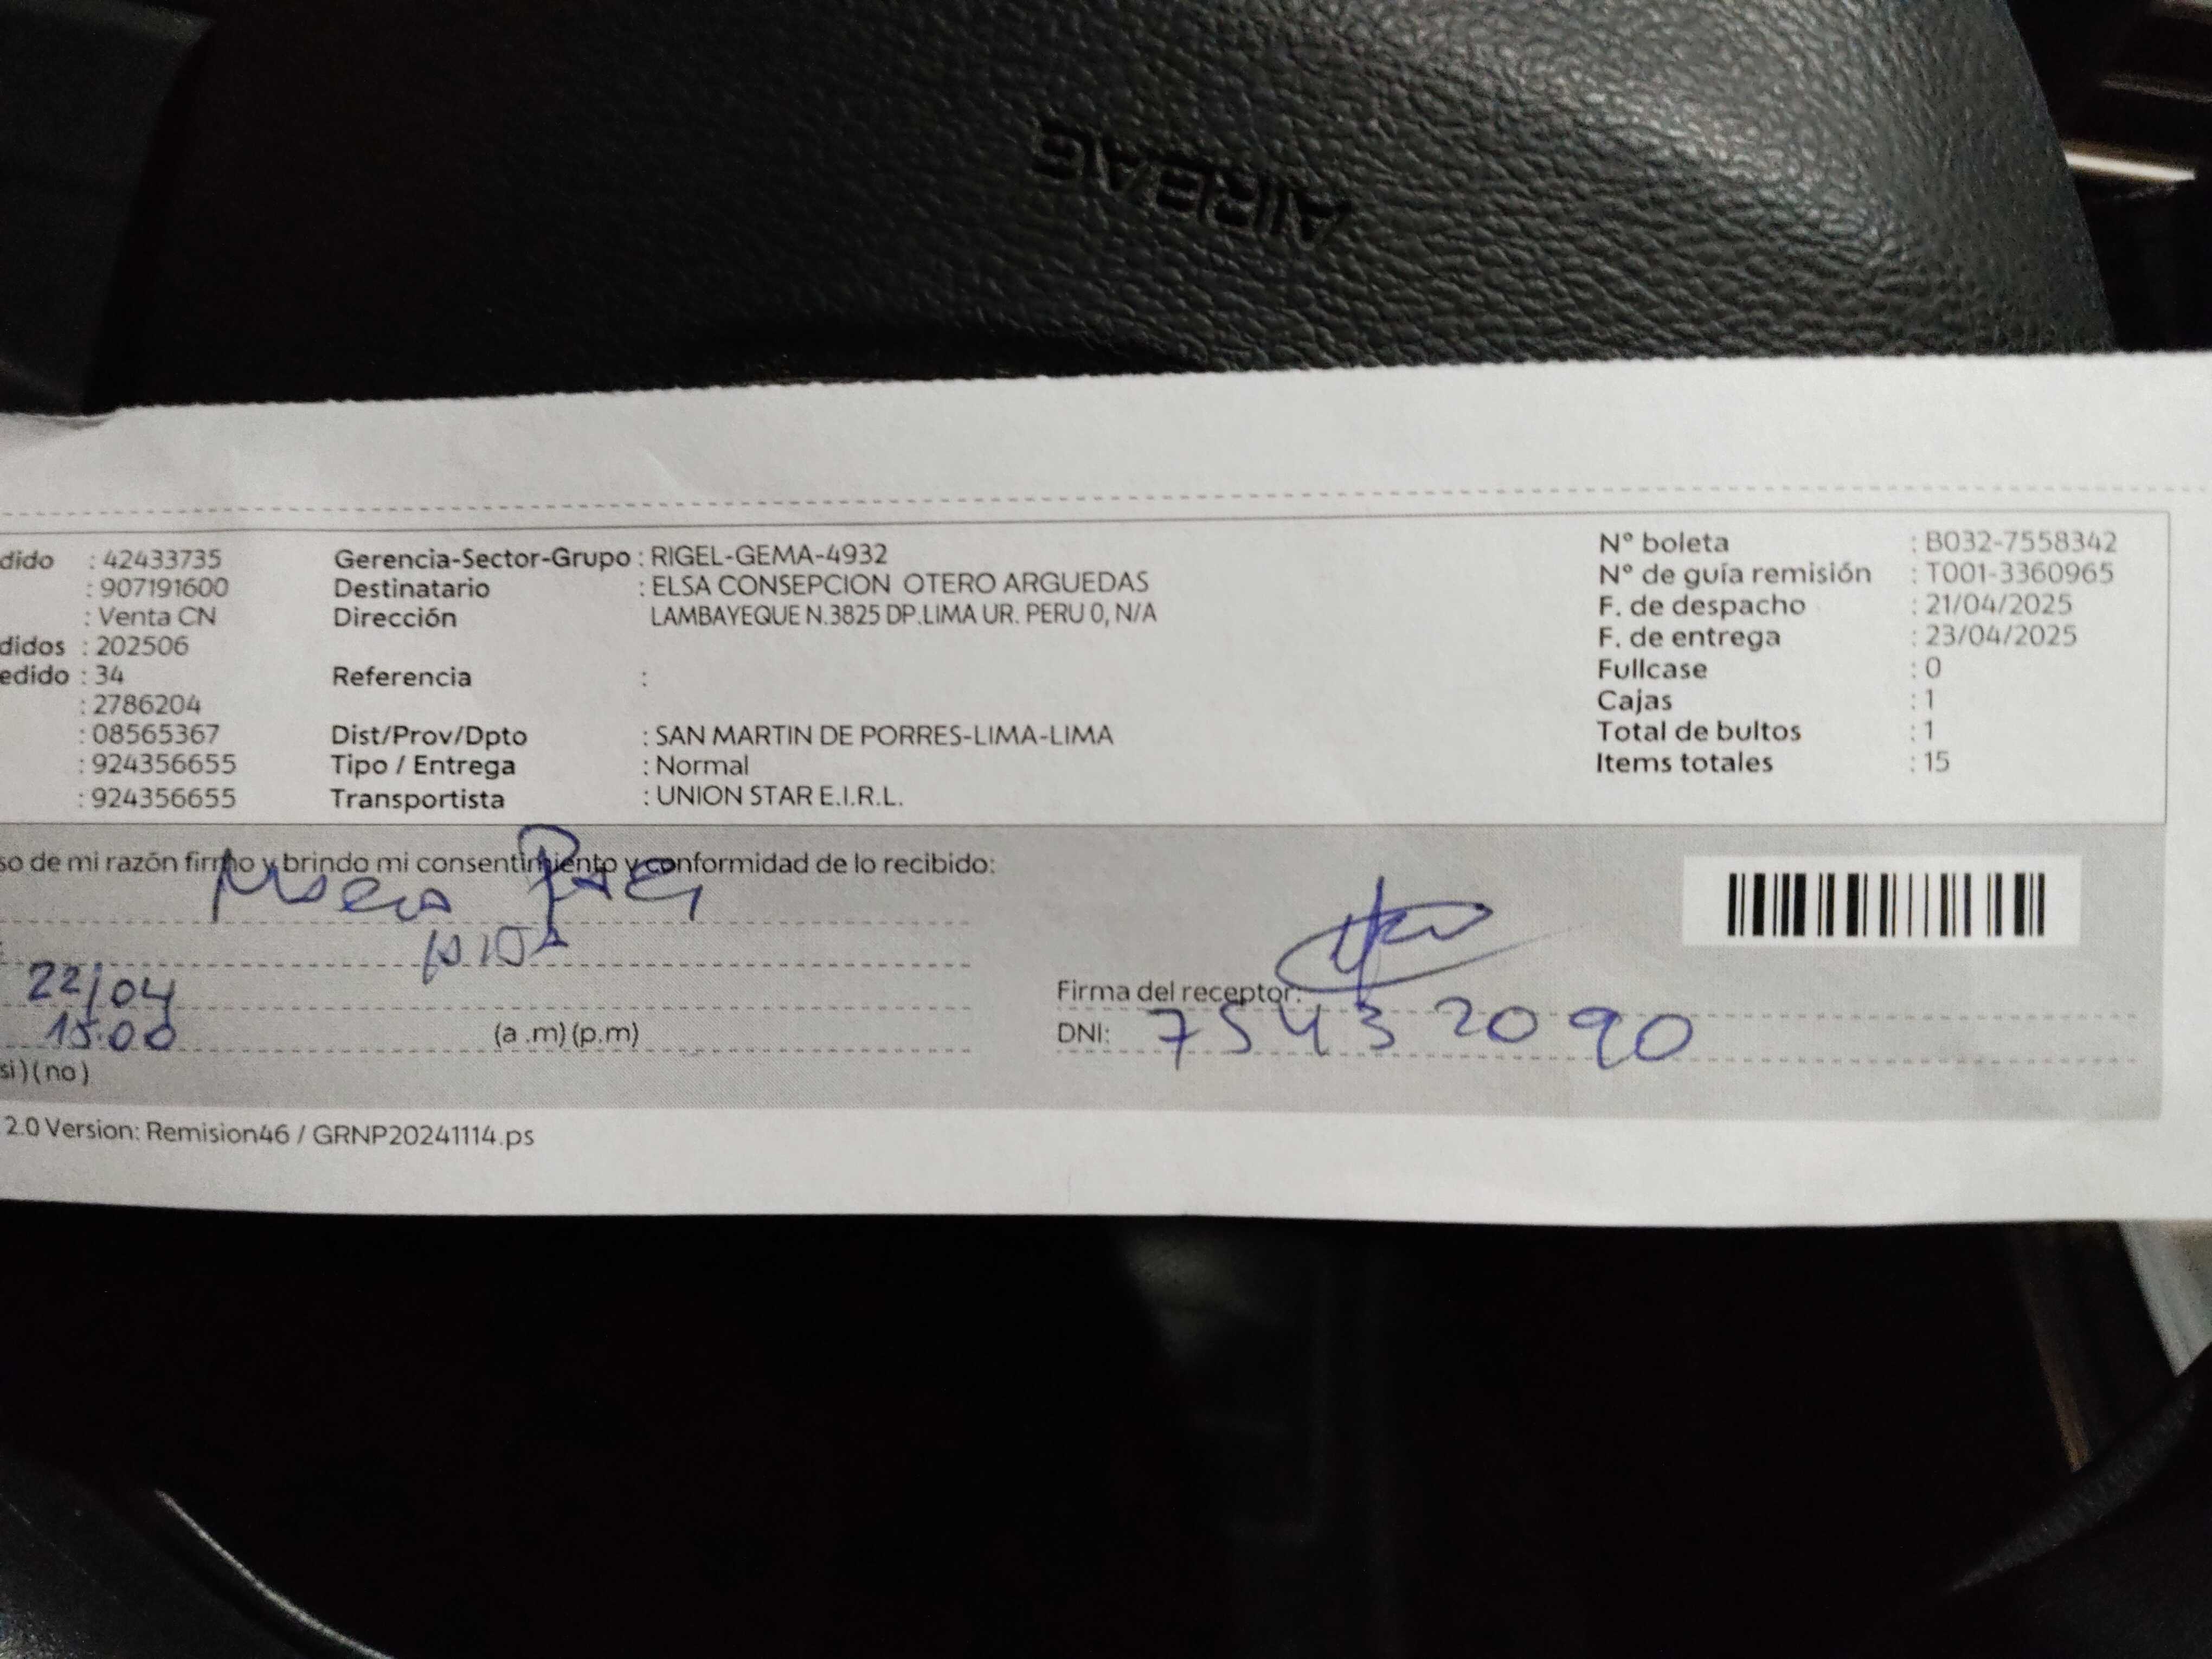 AIRBAG
dido : 42433735 Gerencia-Sector-Grupo : RIGEL-GEMA-4932 N° boleta : B032-7558342
: 907191600 Destinatario : ELSA CONSEPCION OTERO ARGUEDAS N° de guía remisión : T001-3360965
: Venta CN Dirección LAMBAYEQUE N.3825 DP.LIMA UR. PERU 0, N/A F. de despacho : 21/04/2025
didos : 202506 F. de entrega : 23/04/2025
edido : 34 Referencia : Fullcase : 0
: 2786204 Cajas : 1
: 08565367 Dist/Prov/Dpto : SAN MARTIN DE PORRES-LIMA-LIMA Total de bultos : 1
: 924356655 Tipo / Entrega : Normal Items totales : 15
: 924356655 Transportista : UNION STAR E.I.R.L.
so de mi razón firmo y brindo mi consentimiento y conformidad de lo recibido:
22/04 Firma del receptor:
15:00 (a .m) (p.m) DNI: 75432090
si ) ( no )
2.0 Version: Remision46 / GRNP20241114.ps